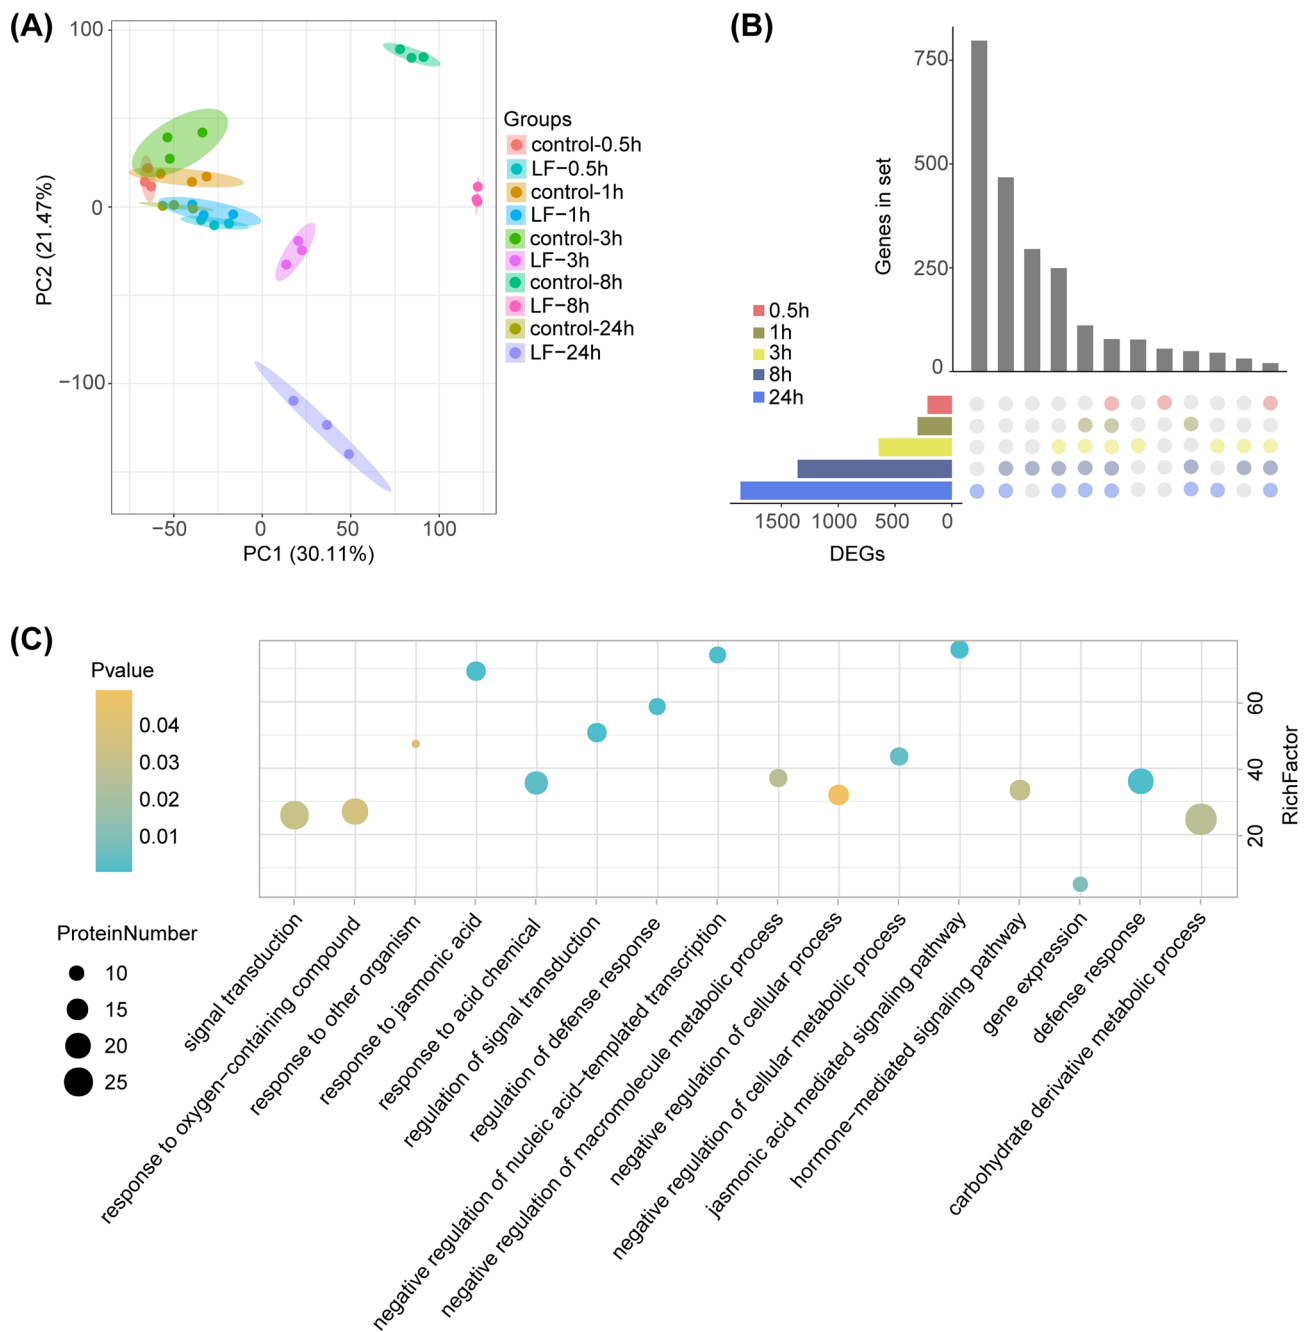 (A)
100
0
−100
PC2 (21.47%)
−50
0
50
100
PC1 (30.11%)
Groups
control-0.5h
LF−0.5h
control-1h
LF−1h
control−3h
LF−3h
control-8h
LF−8h
control−24h
LF−24h
(B)
750
500
250
0
Genes in set
0.5h
1h
3h
8h
24h
1500
1000
500
0
DEGs
(C)
Pvalue
0.04
0.03
0.02
0.01
ProteinNumber
10
15
20
25
60
40
20
RichFactor
signal transduction
response to oxygen−containing compound
response to other organism
response to jasmonic acid
response to acid chemical
regulation of signal transduction
regulation of defense response
negative regulation of nucleic acid−templated transcription
negative regulation of macromolecule metabolic process
negative regulation of cellular process
negative regulation of cellular metabolic process
jasmonic acid mediated signaling pathway
hormone−mediated signaling pathway
gene expression
defense response
carbohydrate derivative metabolic process